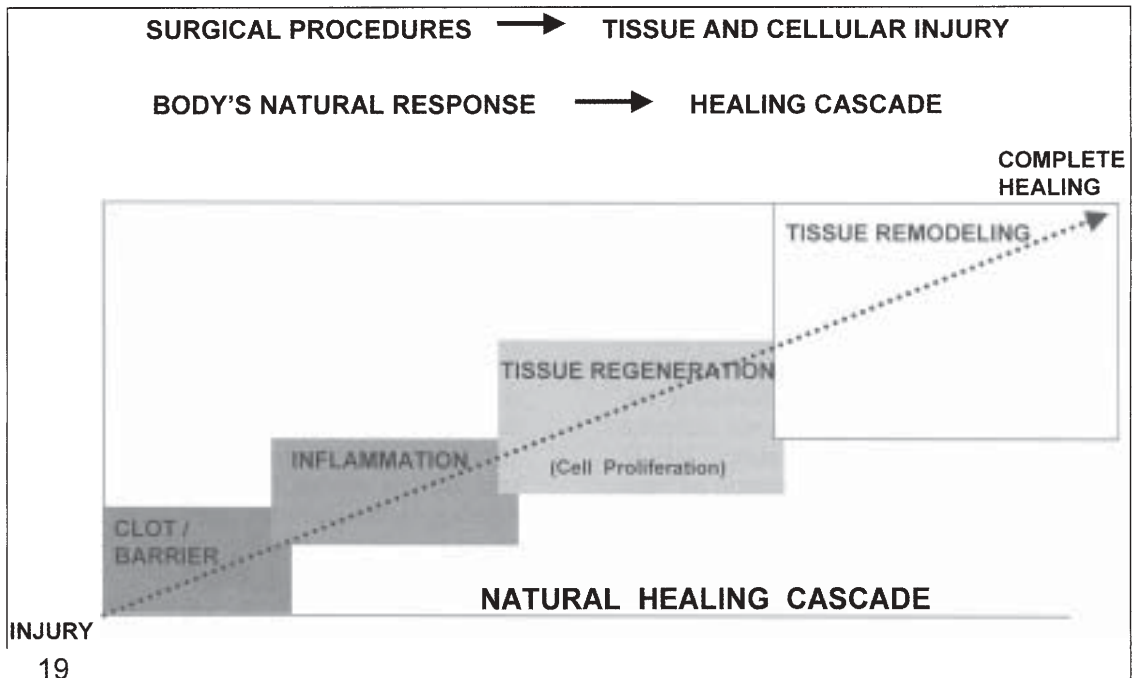 SURGICAL PROCEDURES → TISSUE AND CELLULAR INJURY
BODY'S NATURAL RESPONSE → HEALING CASCADE
COMPLETE
HEALING
TISSUE REMODELING
TISSUE REGENERATION
(Cell Proliferation)
INFLAMMATION
CLOT /
BARRIER
NATURAL HEALING CASCADE
INJURY
19